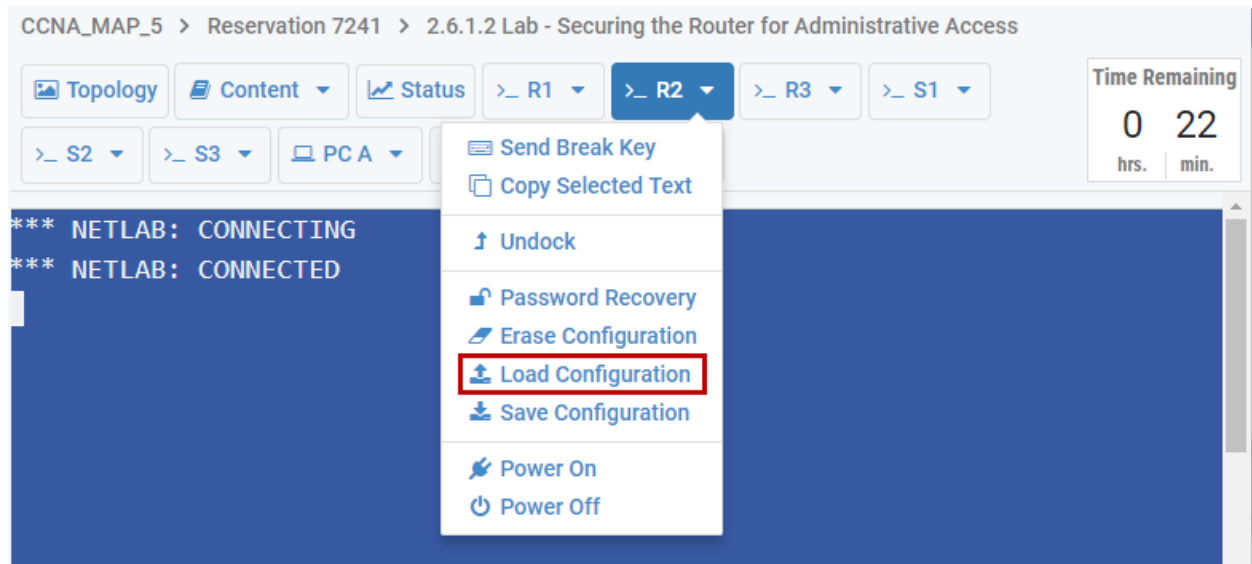 CCNA_MAP_5 > Reservation 7241 > 2.6.1.2 Lab - Securing the Router for Administrative Access
Topology Content Status >_ R1 >_ R2 >_ R3 >_ S1
Time Remaining
0 22
hrs. min.
>_ S2 >_ S3 PC A
Send Break Key
Copy Selected Text
Undock
Password Recovery
Erase Configuration
Load Configuration
Save Configuration
Power On
Power Off
*** NETLAB: CONNECTING
*** NETLAB: CONNECTED